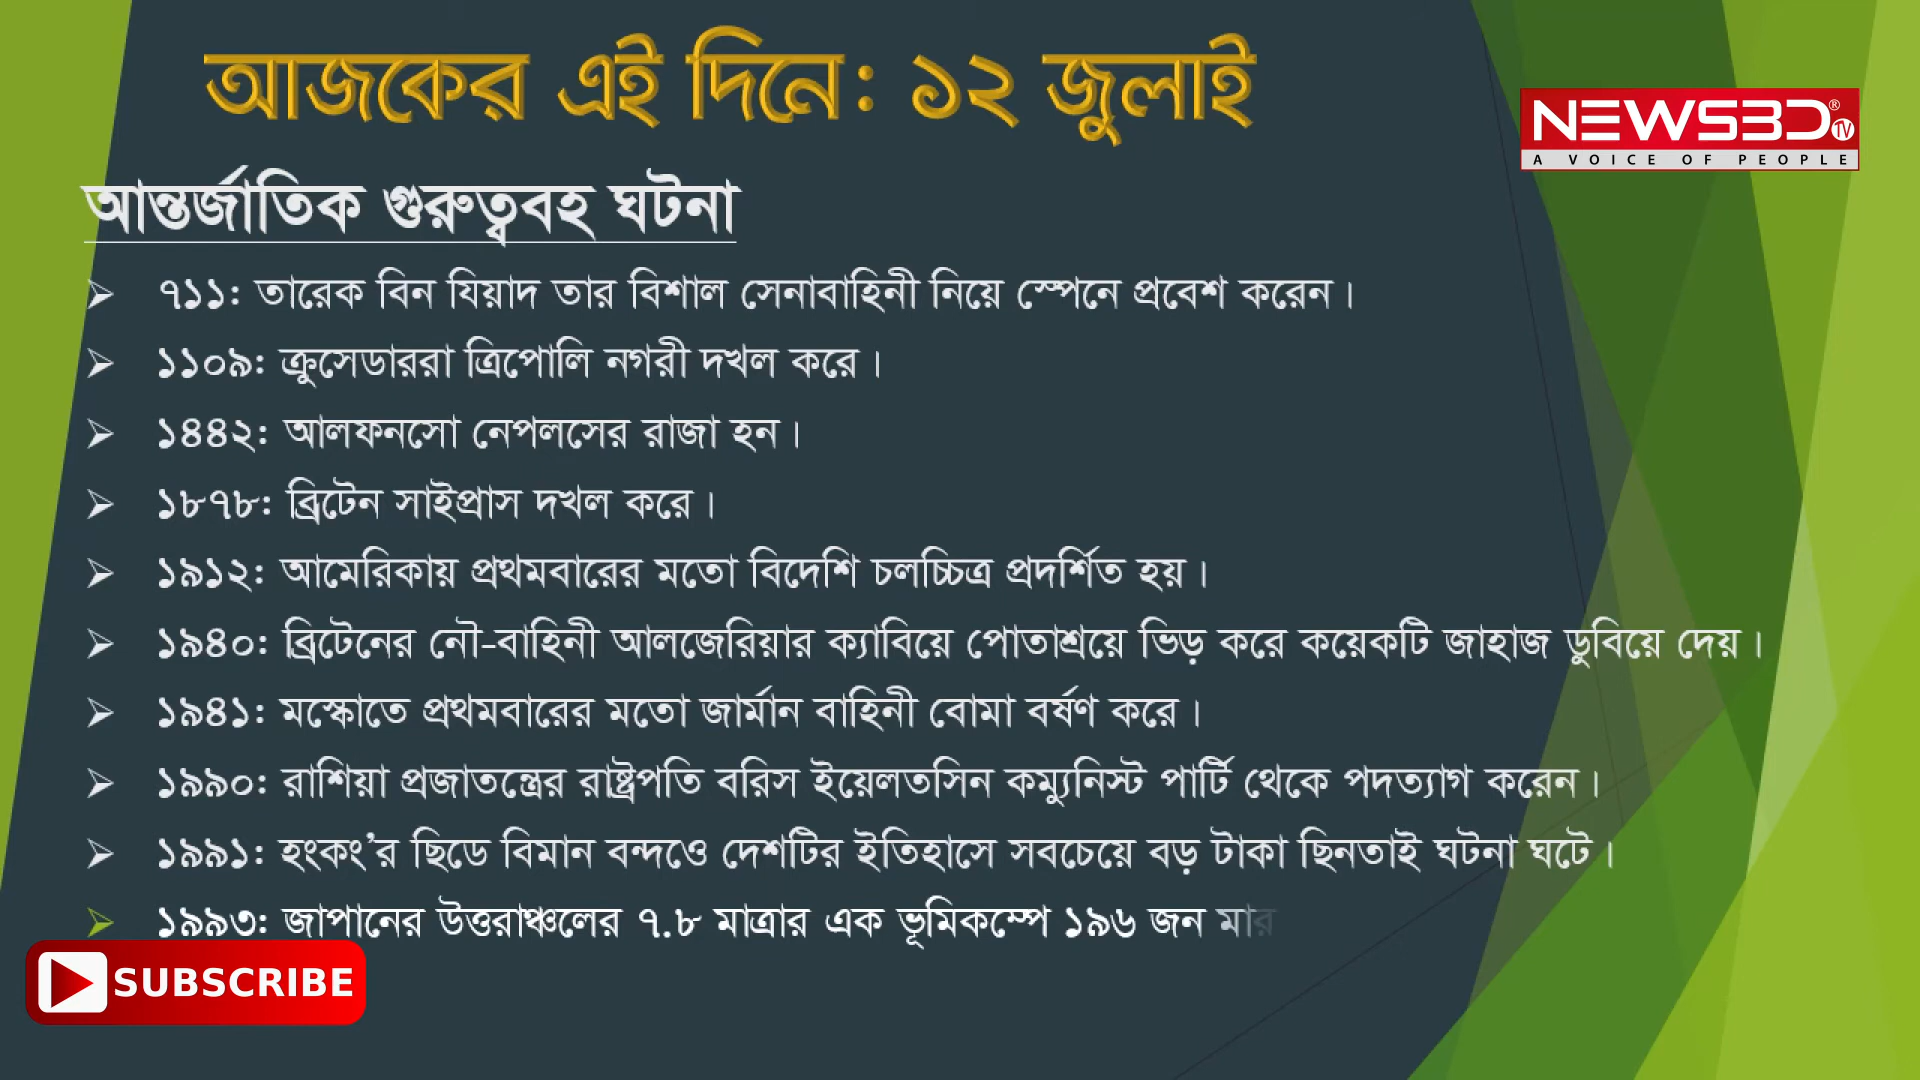 আজকের এই দিনে: ১২ জুলাই
NEWSBD® TV
A VOICE OF PEOPLE
আন্তর্জাতিক গুরুত্ববহ ঘটনা
৭১১: তারেক বিন যিয়াদ তার বিশাল সেনাবাহিনী নিয়ে স্পেনে প্রবেশ করেন।
১১০৯: ক্রুসেডাররা ত্রিপোলি নগরী দখল করে।
১৪৪২: আলফনসো নেপলসের রাজা হন।
১৮৭৮: ব্রিটেন সাইপ্রাস দখল করে।
১৯১২: আমেরিকায় প্রথমবারের মতো বিদেশি চলচ্চিত্র প্রদর্শিত হয়।
১৯৪০: ব্রিটেনের নৌ-বাহিনী আলজেরিয়ার ক্যাবিয়ে পোতাশ্রয়ে ভিড় করে কয়েকটি জাহাজ ডুবিয়ে দেয়।
১৯৪১: মস্কোতে প্রথমবারের মতো জার্মান বাহিনী বোমা বর্ষণ করে।
১৯৯০: রাশিয়া প্রজাতন্ত্রের রাষ্ট্রপতি বরিস ইয়েলতসিন কম্যুনিস্ট পার্টি থেকে পদত্যাগ করেন।
১৯৯১: হংকং’র ছিডে বিমান বন্দও দেশটির ইতিহাসে সবচেয়ে বড় টাকা ছিনতাই ঘটনা ঘটে।
১৯৯৩: জাপানের উত্তরাঞ্চলের ৭.৮ মাত্রার এক ভূমিকম্পে ১৯৬ জন মার
SUBSCRIBE